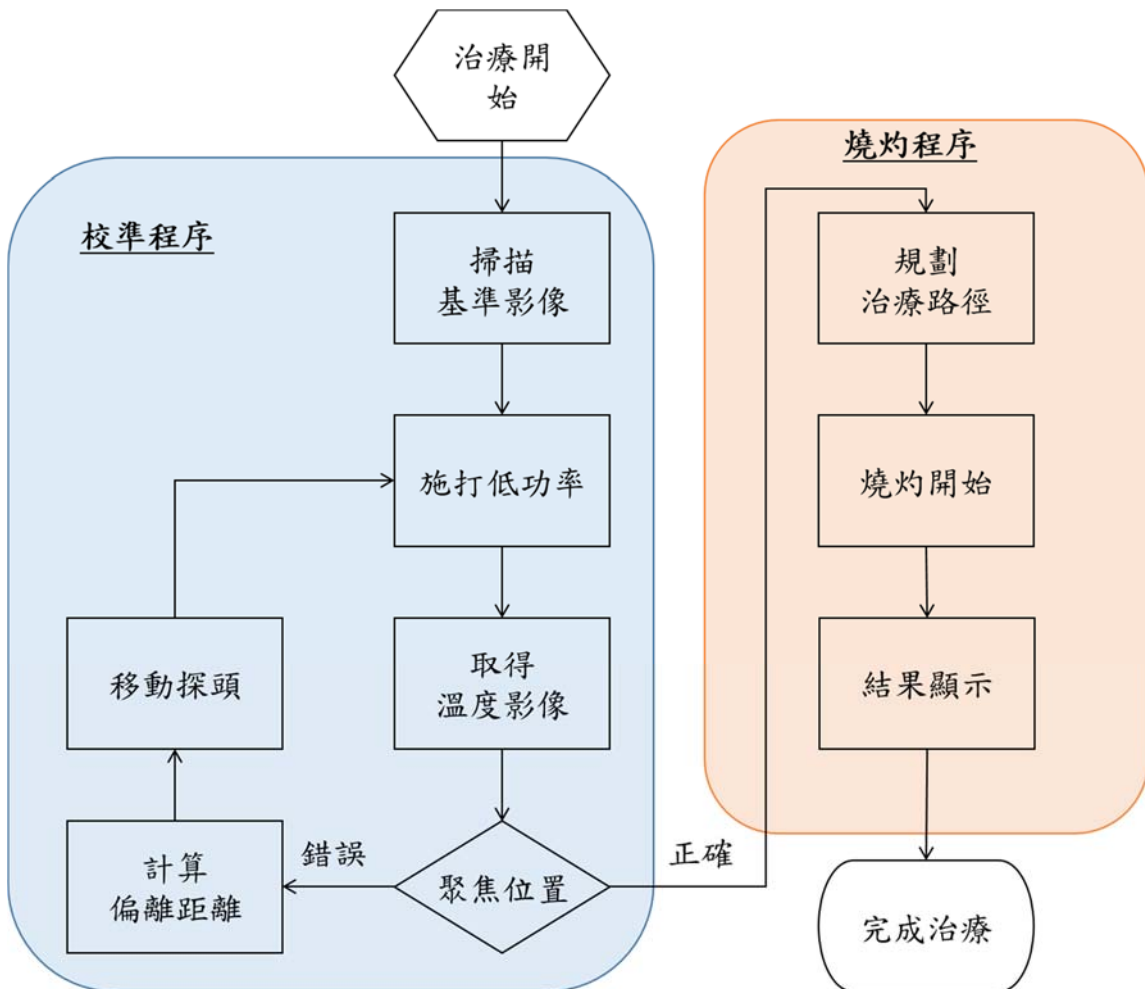 治療開
始
校準程序
掃描
基準影像
施打低功率
取得
溫度影像
聚焦位置
錯誤
正確
計算
偏離距離
移動探頭
燒灼程序
規劃
治療路徑
燒灼開始
結果顯示
完成治療